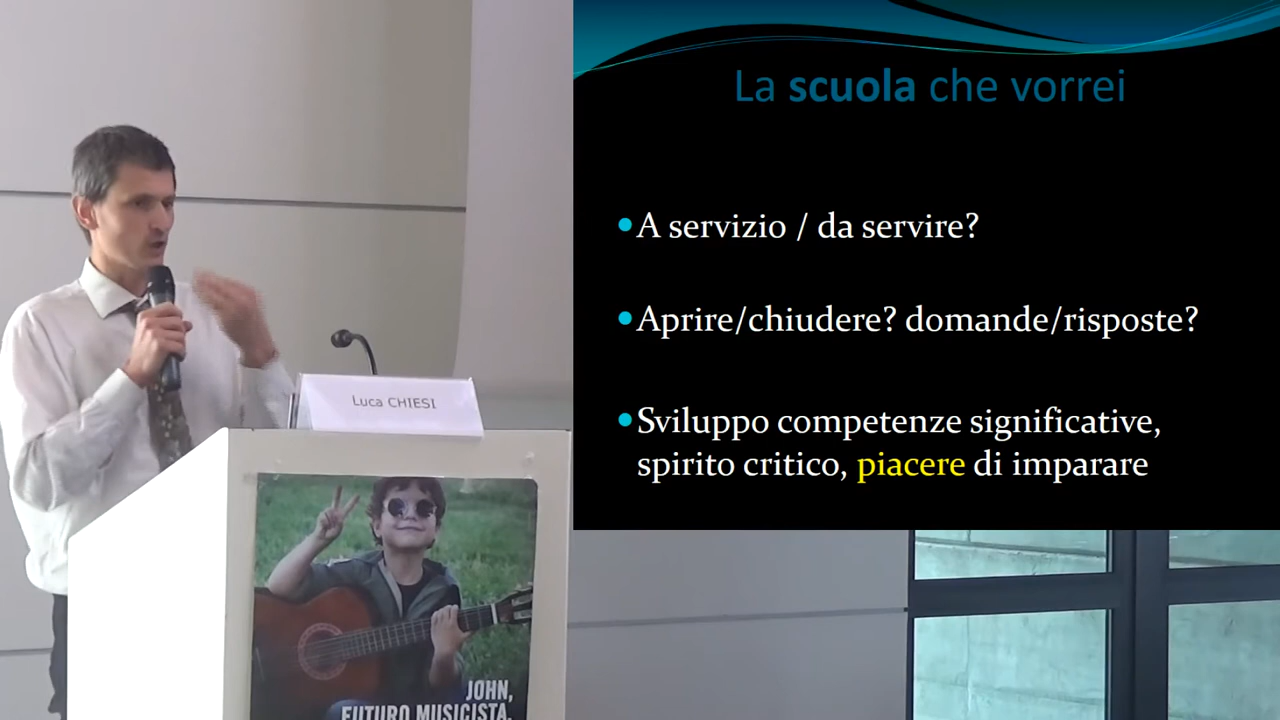 La scuola che vorrei
A servizio / da servire?
Aprire/chiudere? domande/risposte?
Sviluppo competenze significative,
spirito critico, piacere di imparare
Luca CHIESI
JOHN,
FUTURO MUSICISTA.